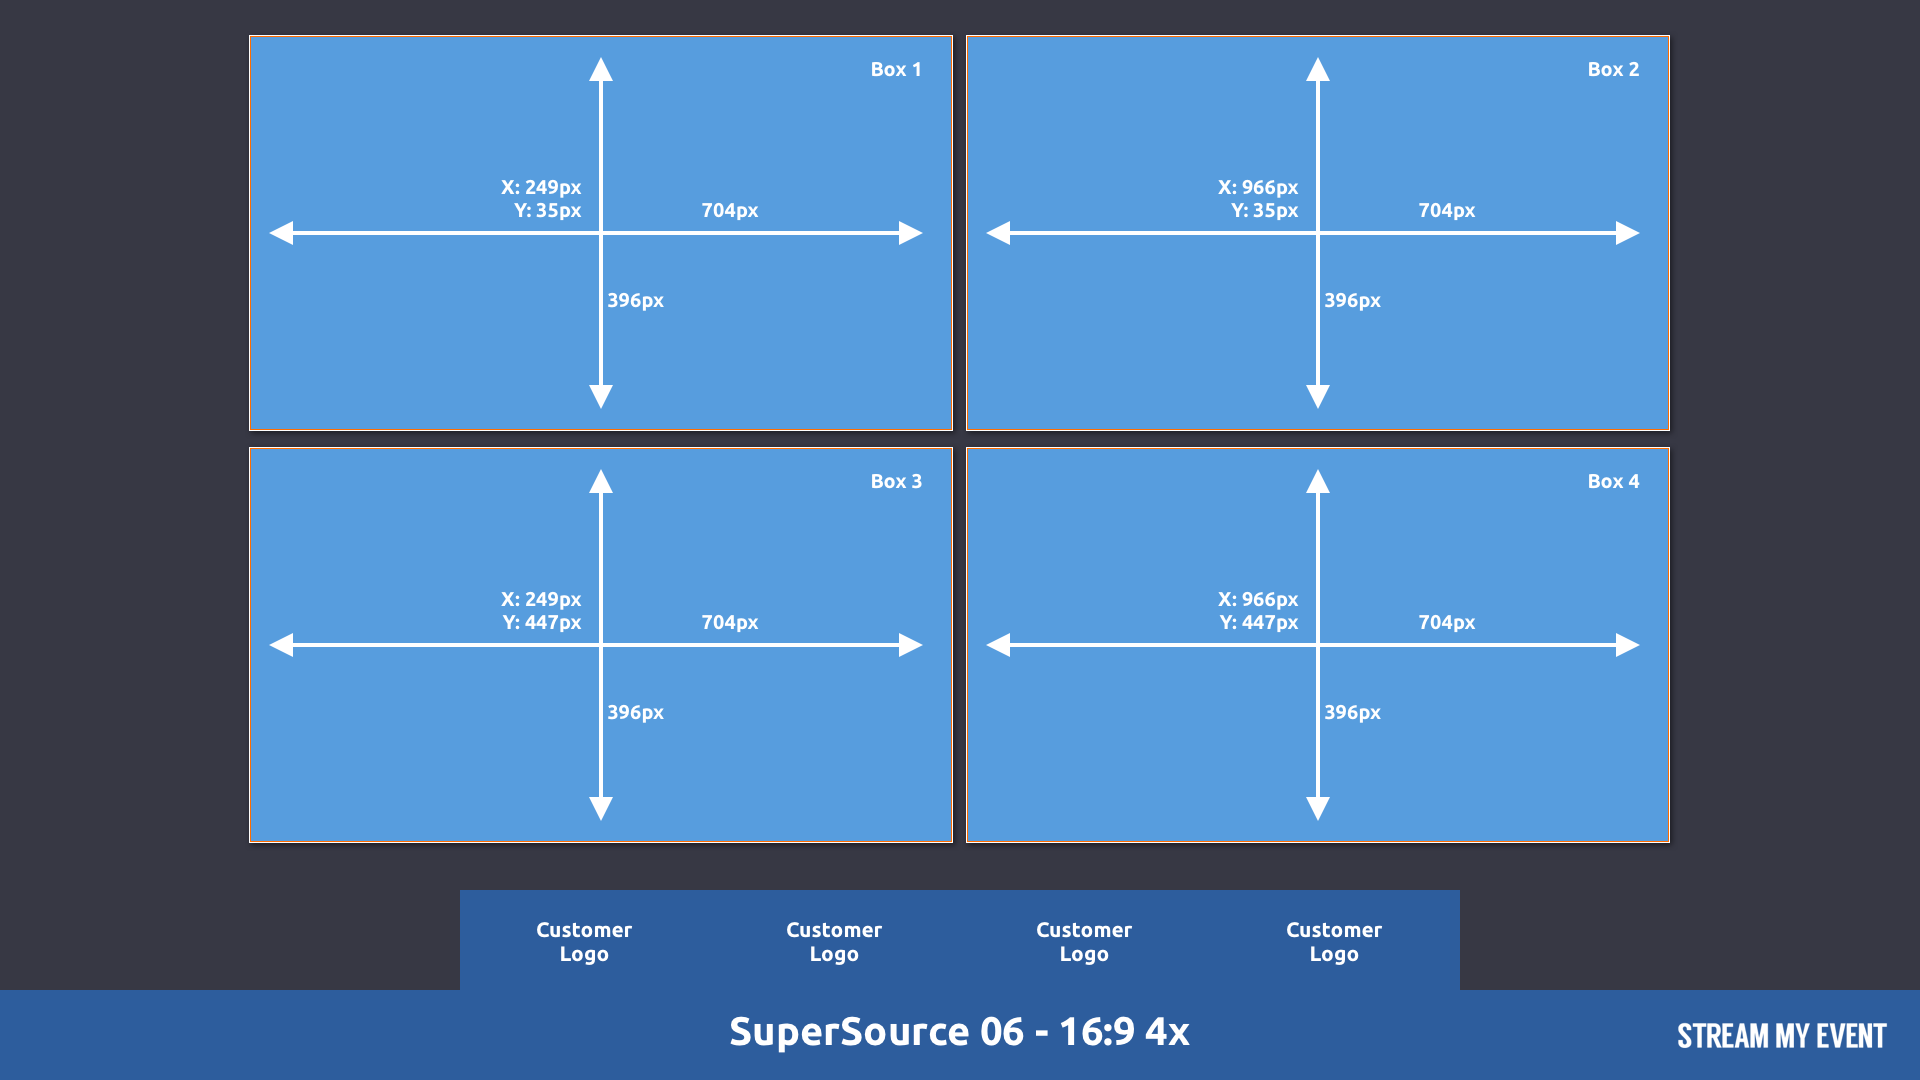 Box 1
X: 249px
Y: 35px
704px
396px
Box 2
X: 966px
Y: 35px
704px
396px
Box 3
X: 249px
Y: 447px
704px
396px
Box 4
X: 966px
Y: 447px
704px
396px
Customer
Logo
Customer
Logo
Customer
Logo
Customer
Logo
SuperSource 06 - 16:9 4x
STREAM MY EVENT